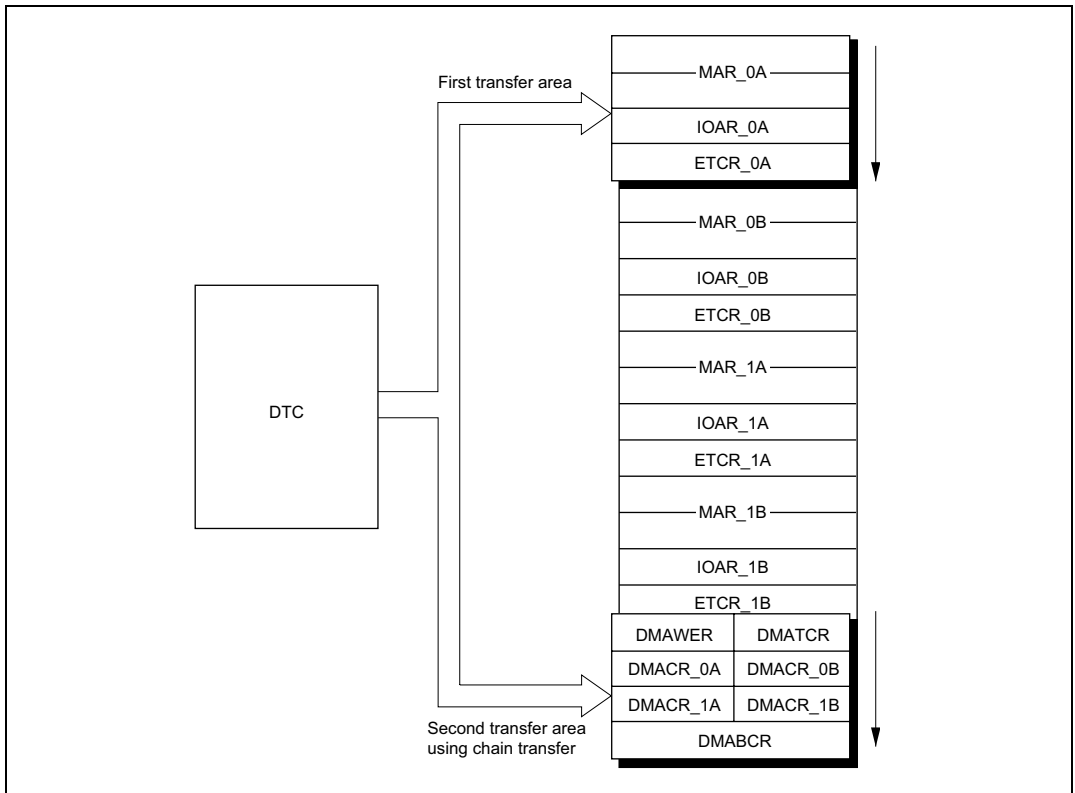 First transfer area
MAR_0A
IOAR_0A
ETCR_0A
MAR_0B
IOAR_0B
ETCR_0B
MAR_1A
DTC
IOAR_1A
ETCR_1A
MAR_1B
IOAR_1B
ETCR_1B
DMAWER DMATCR
DMACR_0A DMACR_0B
DMACR_1A DMACR_1B
Second transfer area
using chain transfer
DMABCR